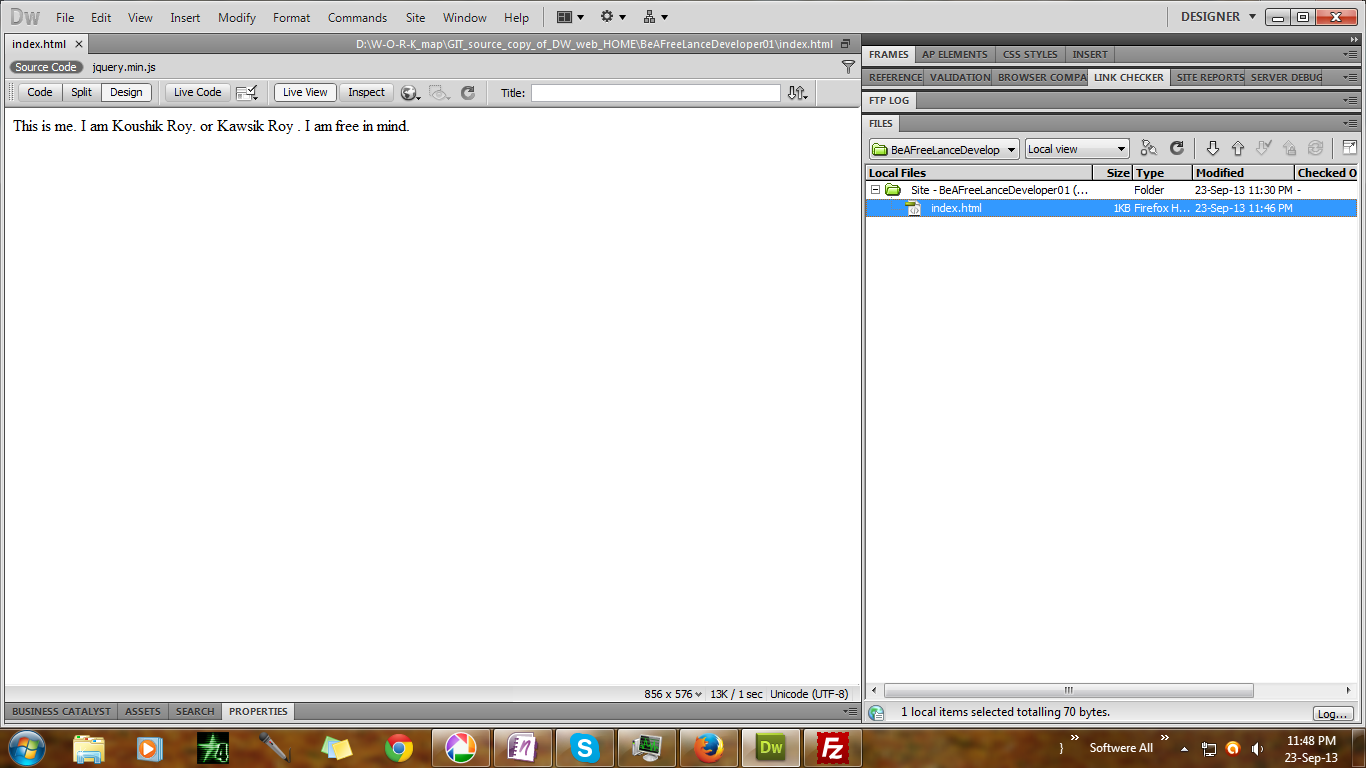 Dw File Edit View Insert Modify Format Commands Site Window Help DESIGNER
index.html D:\W-O-R-K_map\GIT_source_copy_of_DW_web_HOME\BeAFreeLanceDeveloper01\index.html
Source Code jquery.min.js
Code Split Design Live Code Live View Inspect Title:
This is me. I am Koushik Roy. or Kawsik Roy . I am free in mind.
856 x 576 13K / 1 sec Unicode (UTF-8)
BUSINESS CATALYST ASSETS SEARCH PROPERTIES
FRAMES AP ELEMENTS CSS STYLES INSERT
REFERENCE VALIDATION BROWSER COMPA LINK CHECKER SITE REPORTS SERVER DEBUG
FTP LOG
FILES
BeAFreeLanceDevelop Local view
Local Files Size Type Modified Checked O
Site - BeAFreeLanceDeveloper01 (... Folder 23-Sep-13 11:30 PM -
index.html 1KB Firefox H... 23-Sep-13 11:46 PM
1 local items selected totalling 70 bytes. Log...
4 n S Dw Fz } Softwere All 11:48 PM
23-Sep-13